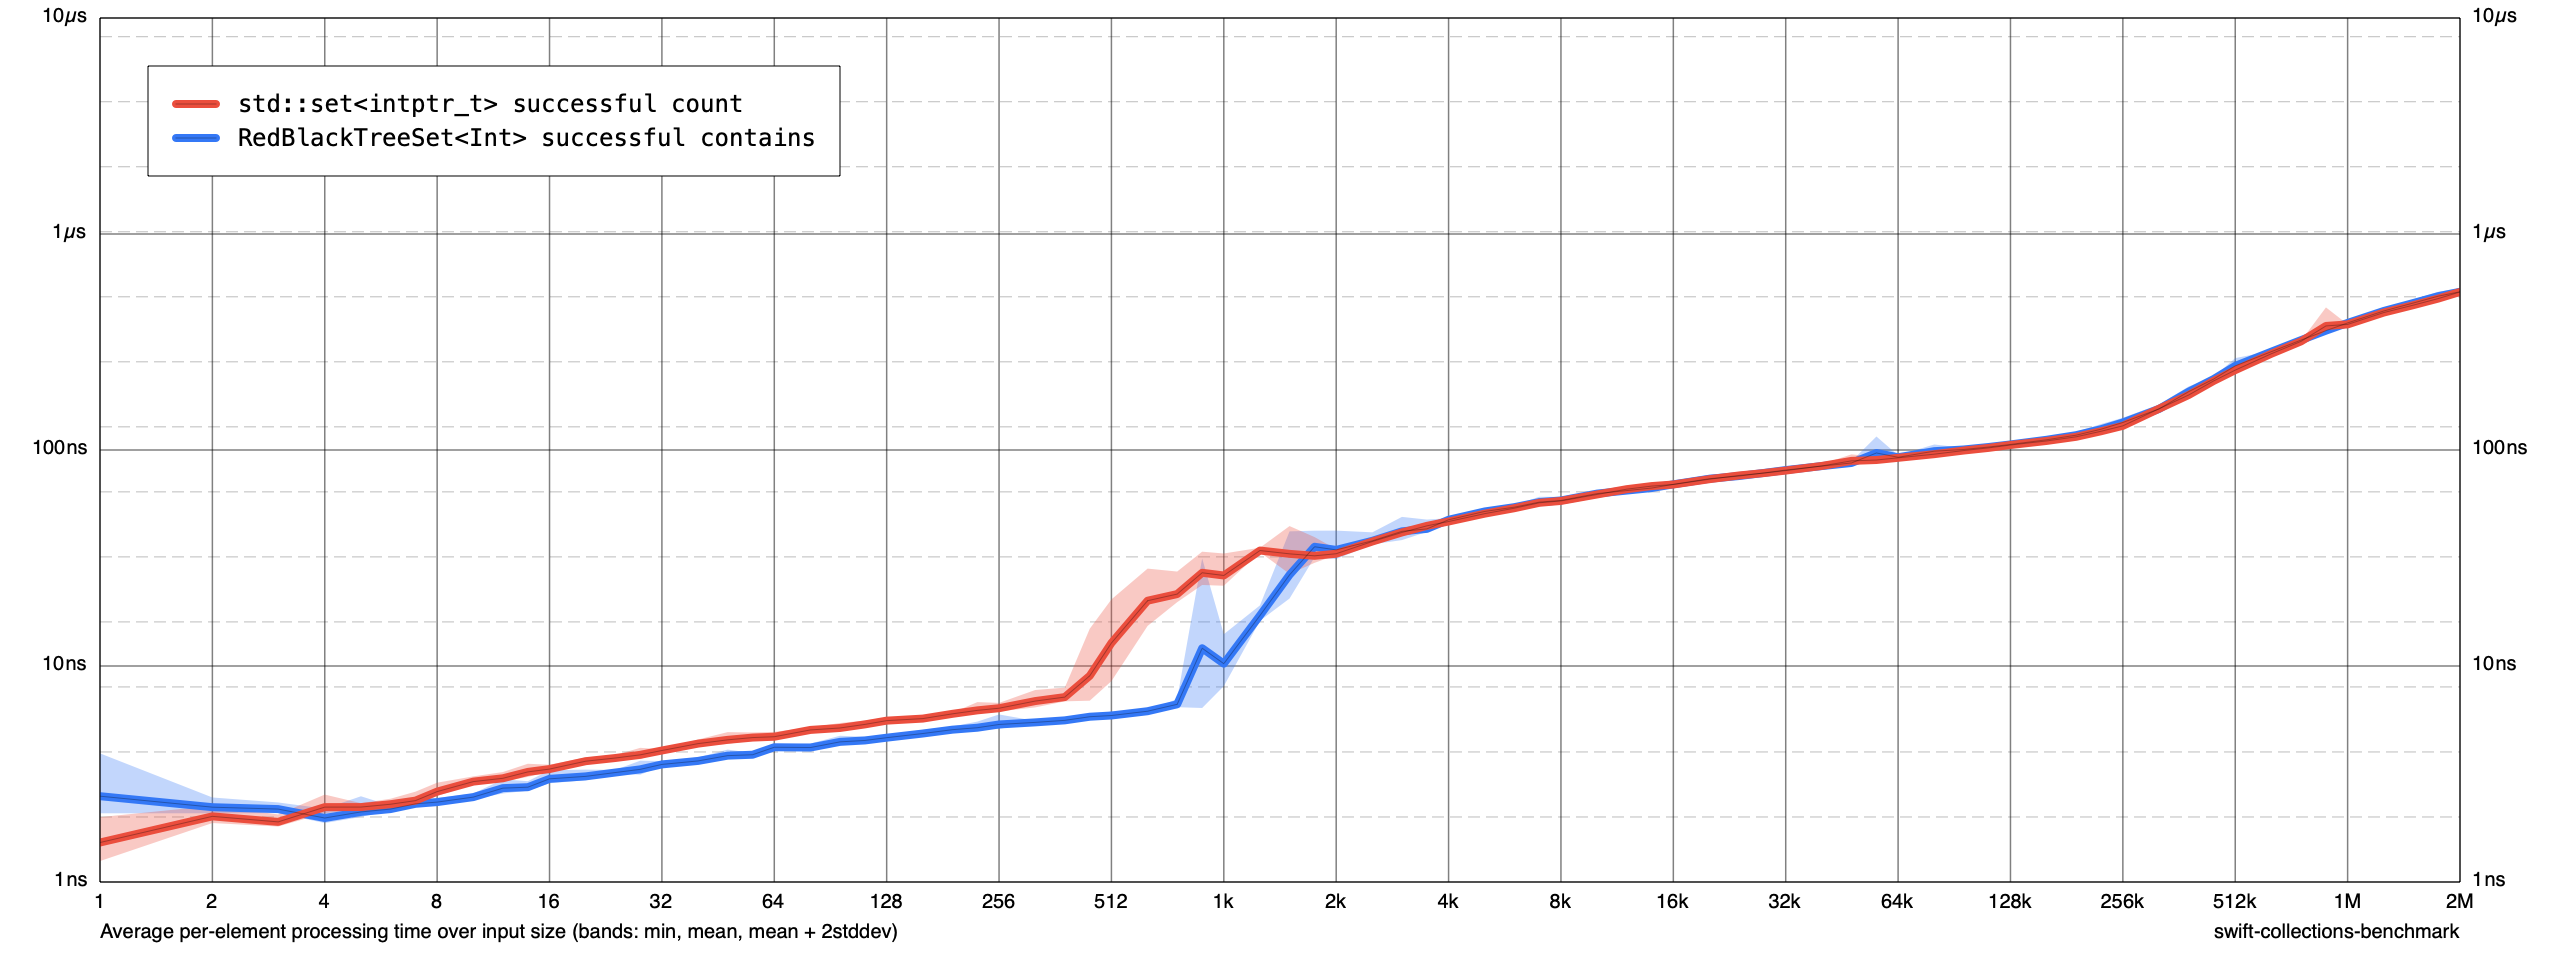 10µs 10µs
std::set<intptr_t> successful count
RedBlackTreeSet<Int> successful contains
1µs 1µs
100ns 100ns
10ns 10ns
1ns 1ns
1 2 4 8 16 32 64 128 256 512 1k 2k 4k 8k 16k 32k 64k 128k 256k 512k 1M 2M
Average per-element processing time over input size (bands: min, mean, mean + 2stddev) swift-collections-benchmark